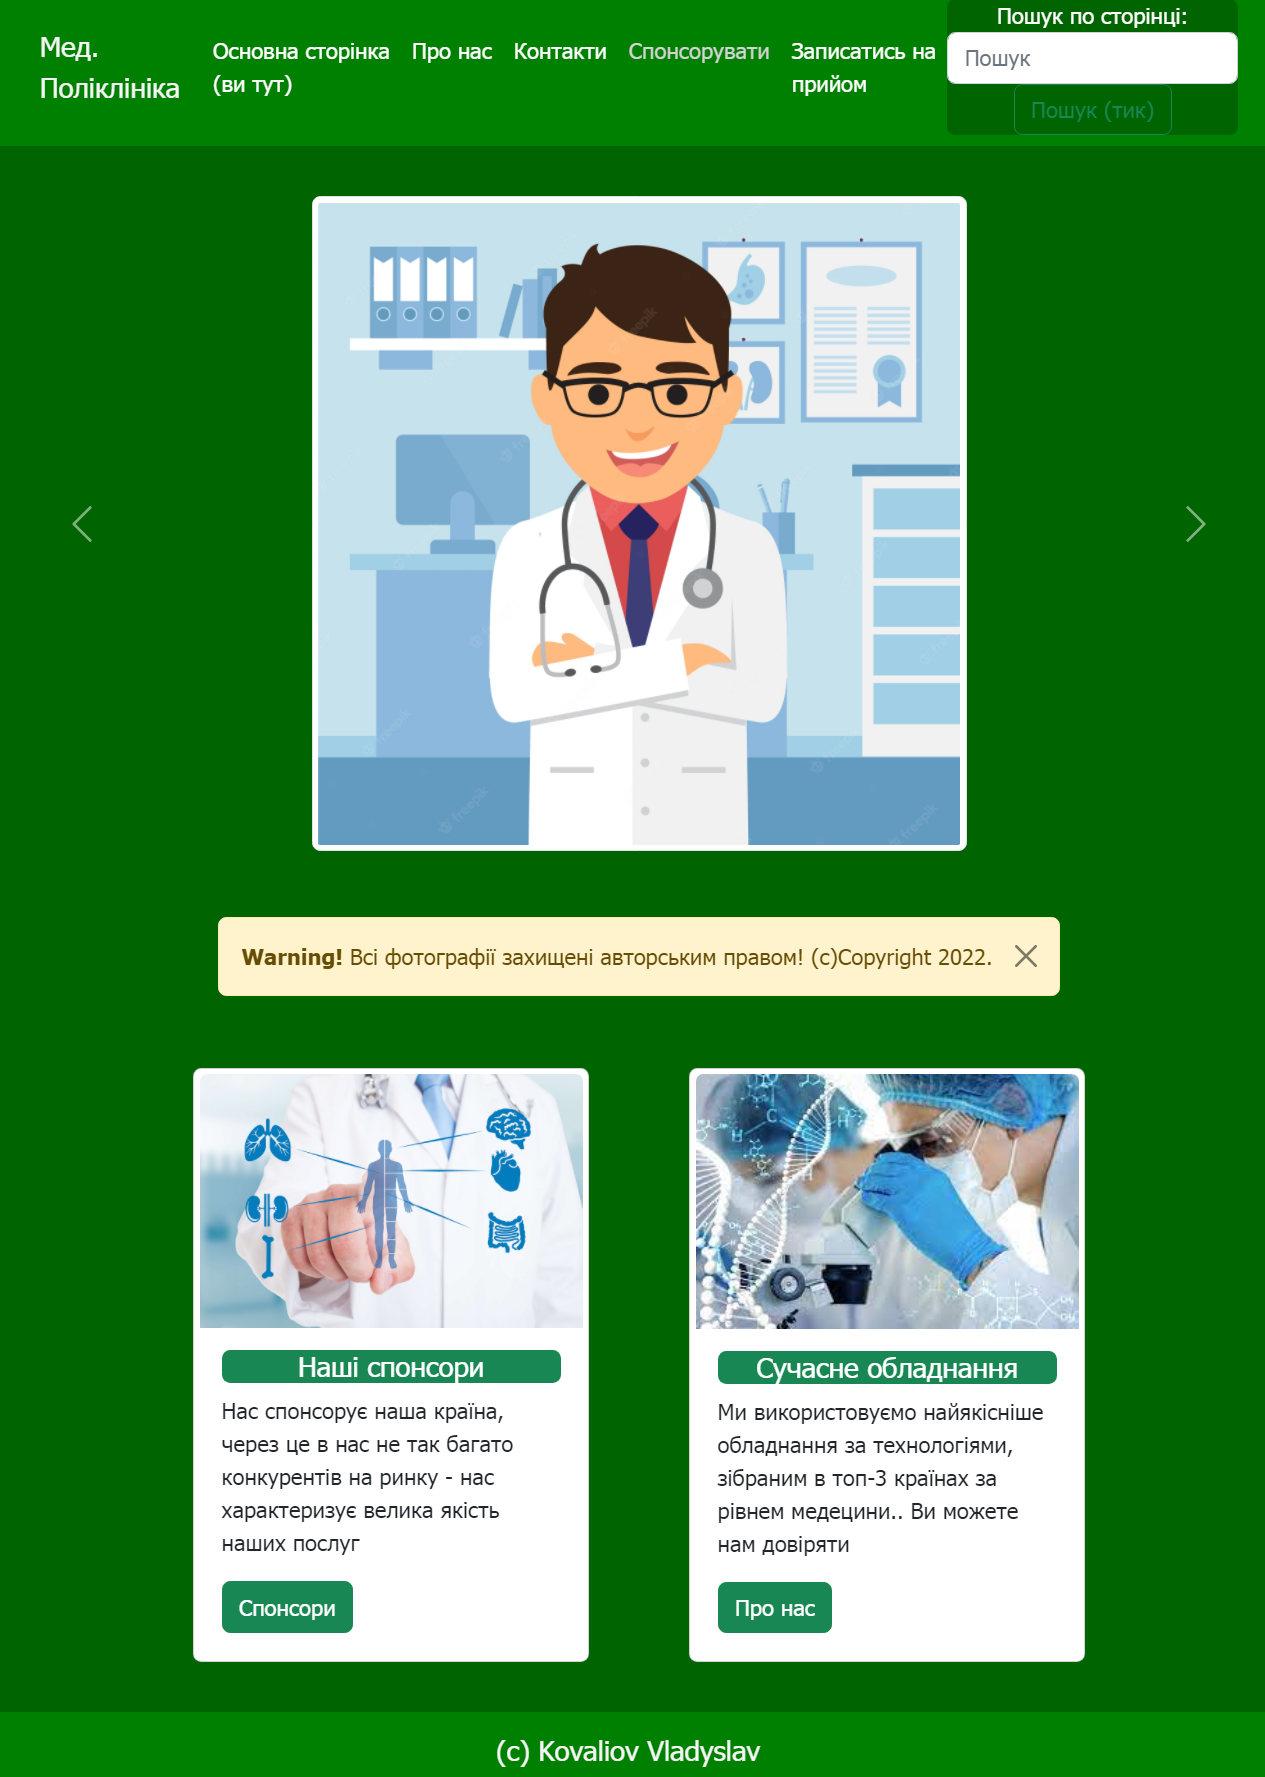 Мед.
Поліклініка
Основна сторінка
(ви тут)
Про нас
Контакти
Спонсорувати
Записатись на
прийом
Пошук по сторінці:
Пошук
Пошук (тик)
Warning! Всі фотографії захищені авторським правом! (c)Copyright 2022.
Наші спонсори
Нас спонсорує наша країна,
через це в нас не так багато
конкурентів на ринку - нас
характеризує велика якість
наших послуг
Спонсори
Сучасне обладнання
Ми використовуємо найякісніше
обладнання за технологіями,
зібраним в топ-3 країнах за
рівнем медецини.. Ви можете
нам довіряти
Про нас
(c) Kovaliov Vladyslav